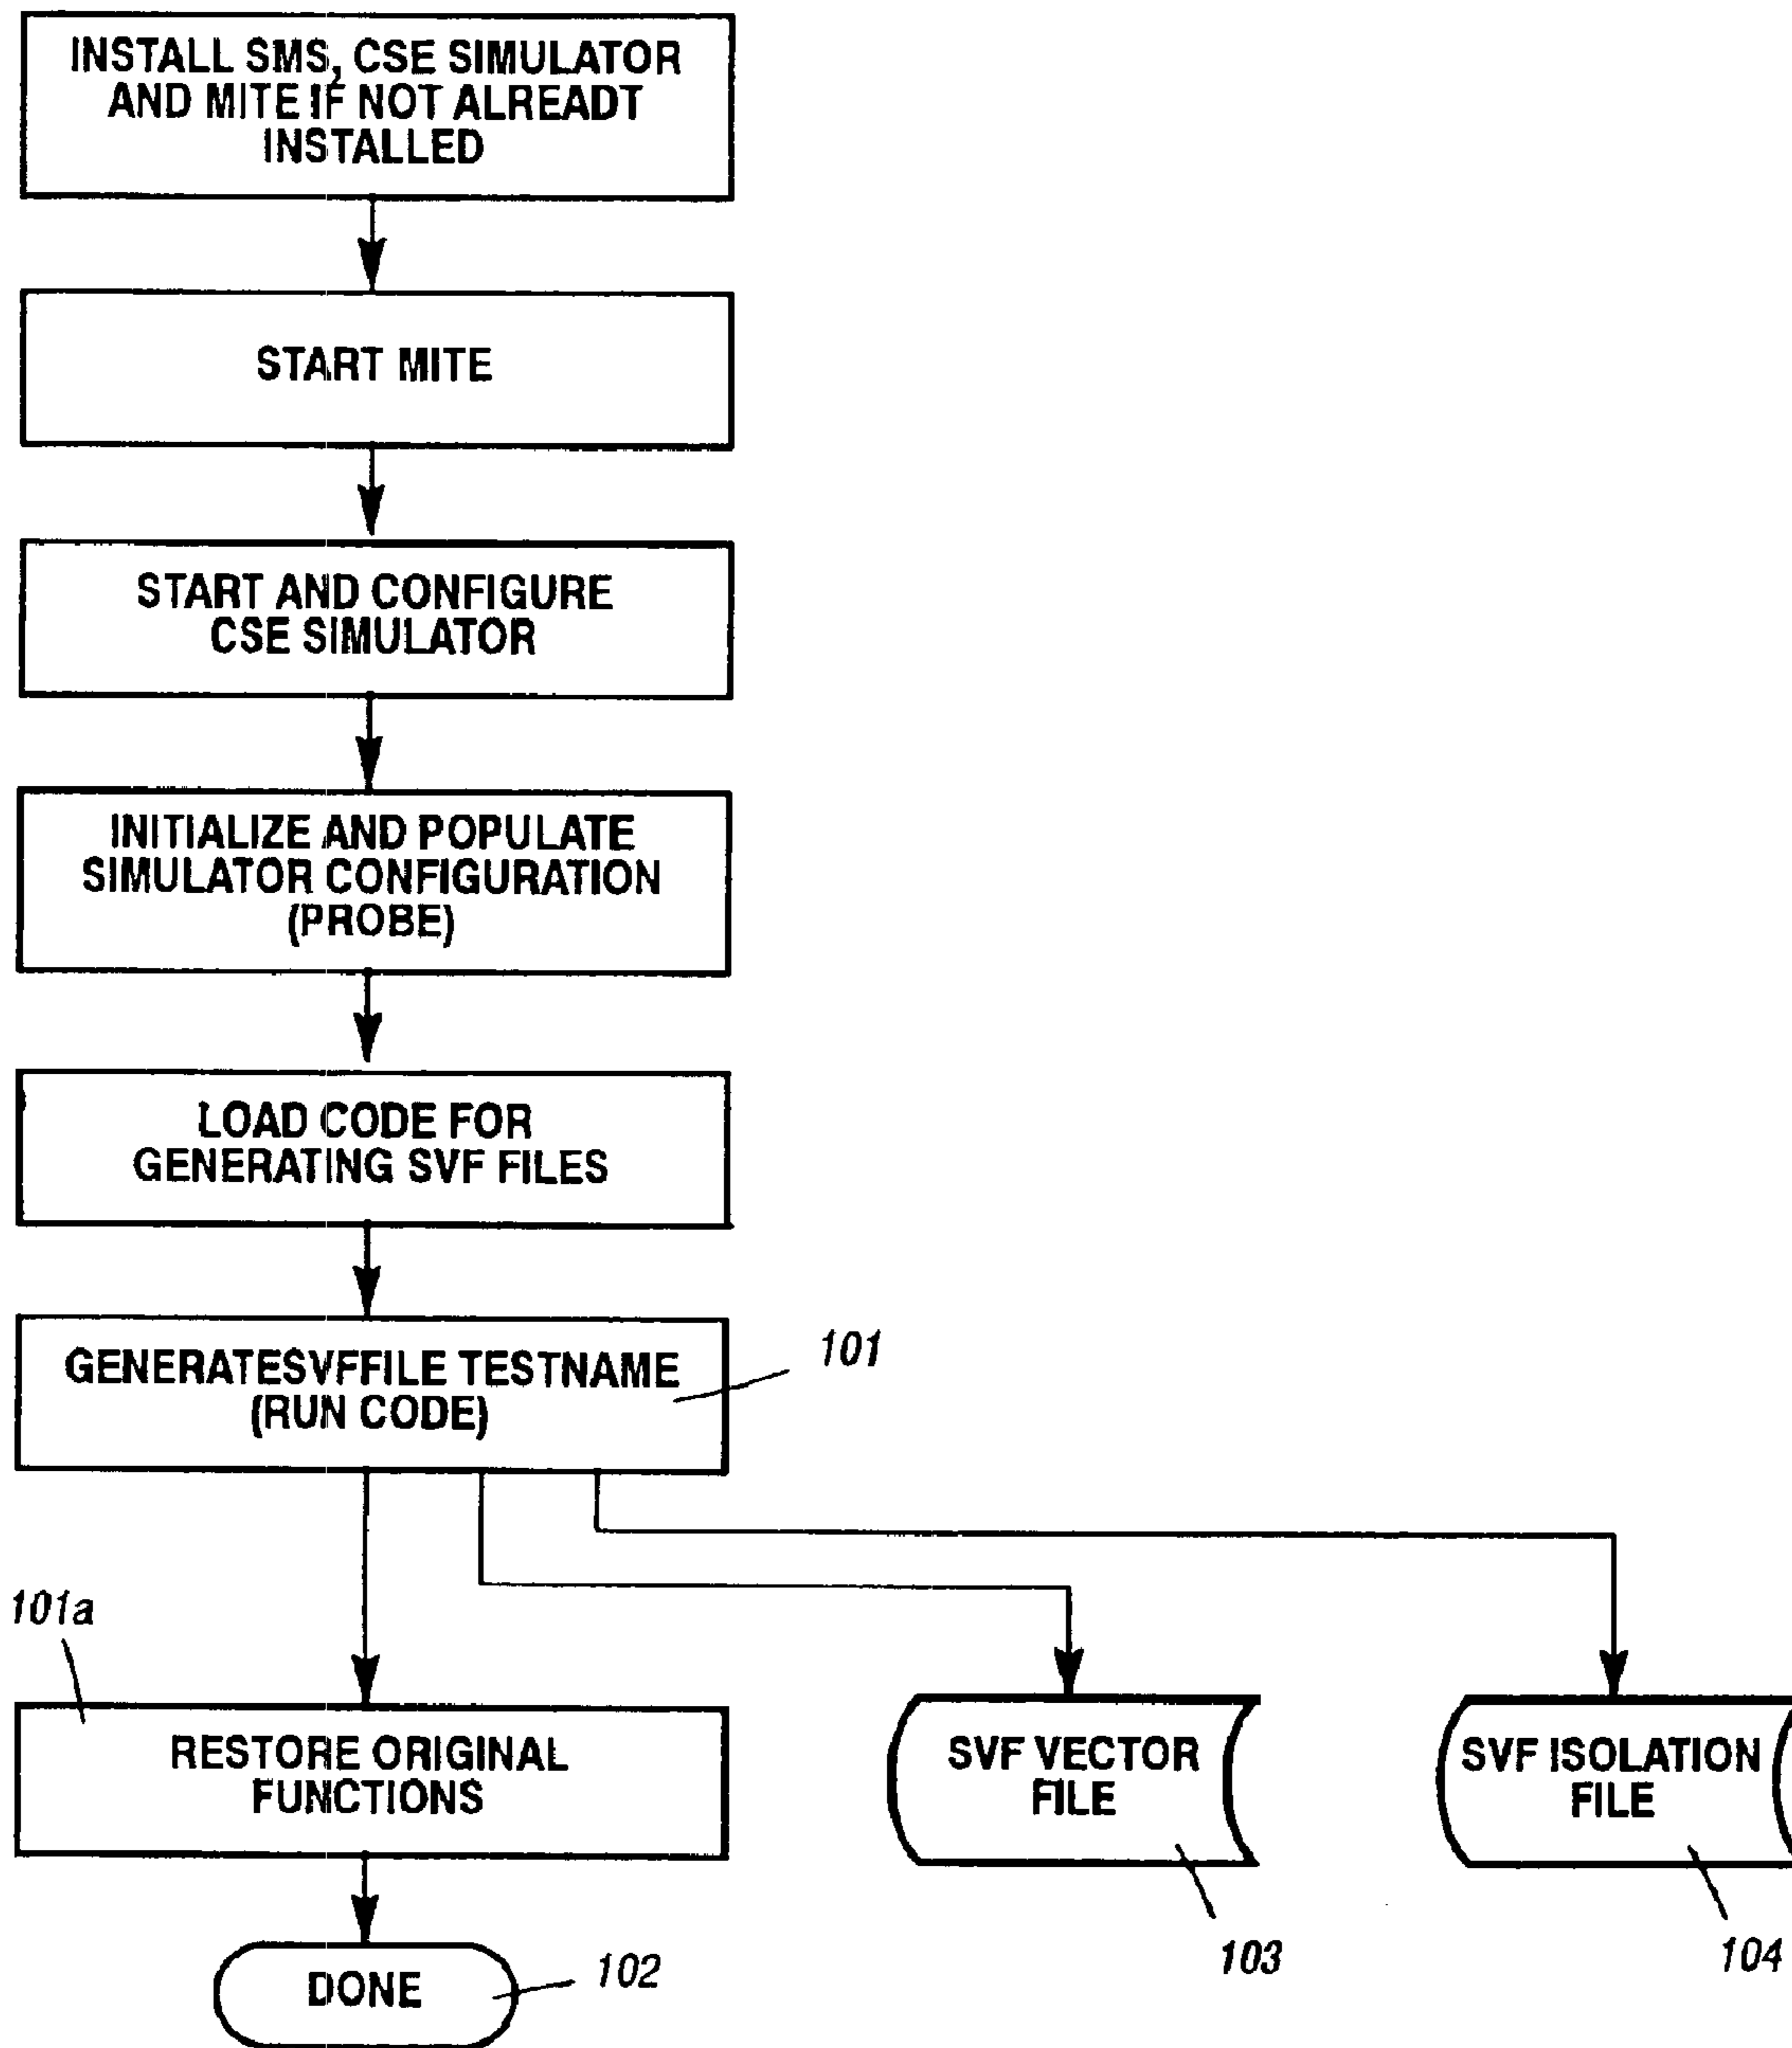 INSTALL SMS, CSE SIMULATOR
AND MITE IF NOT ALREADT
INSTALLED
START MITE
START AND CONFIGURE
CSE SIMULATOR
INITIALIZE AND POPULATE
SIMULATOR CONFIGURATION
(PROBE)
LOAD CODE FOR
GENERATING SVF FILES
GENERATESVFFILE TESTNAME
(RUN CODE)
101
101a
RESTORE ORIGINAL
FUNCTIONS
SVF VECTOR
FILE
SVF ISOLATION
FILE
103
104
DONE
102